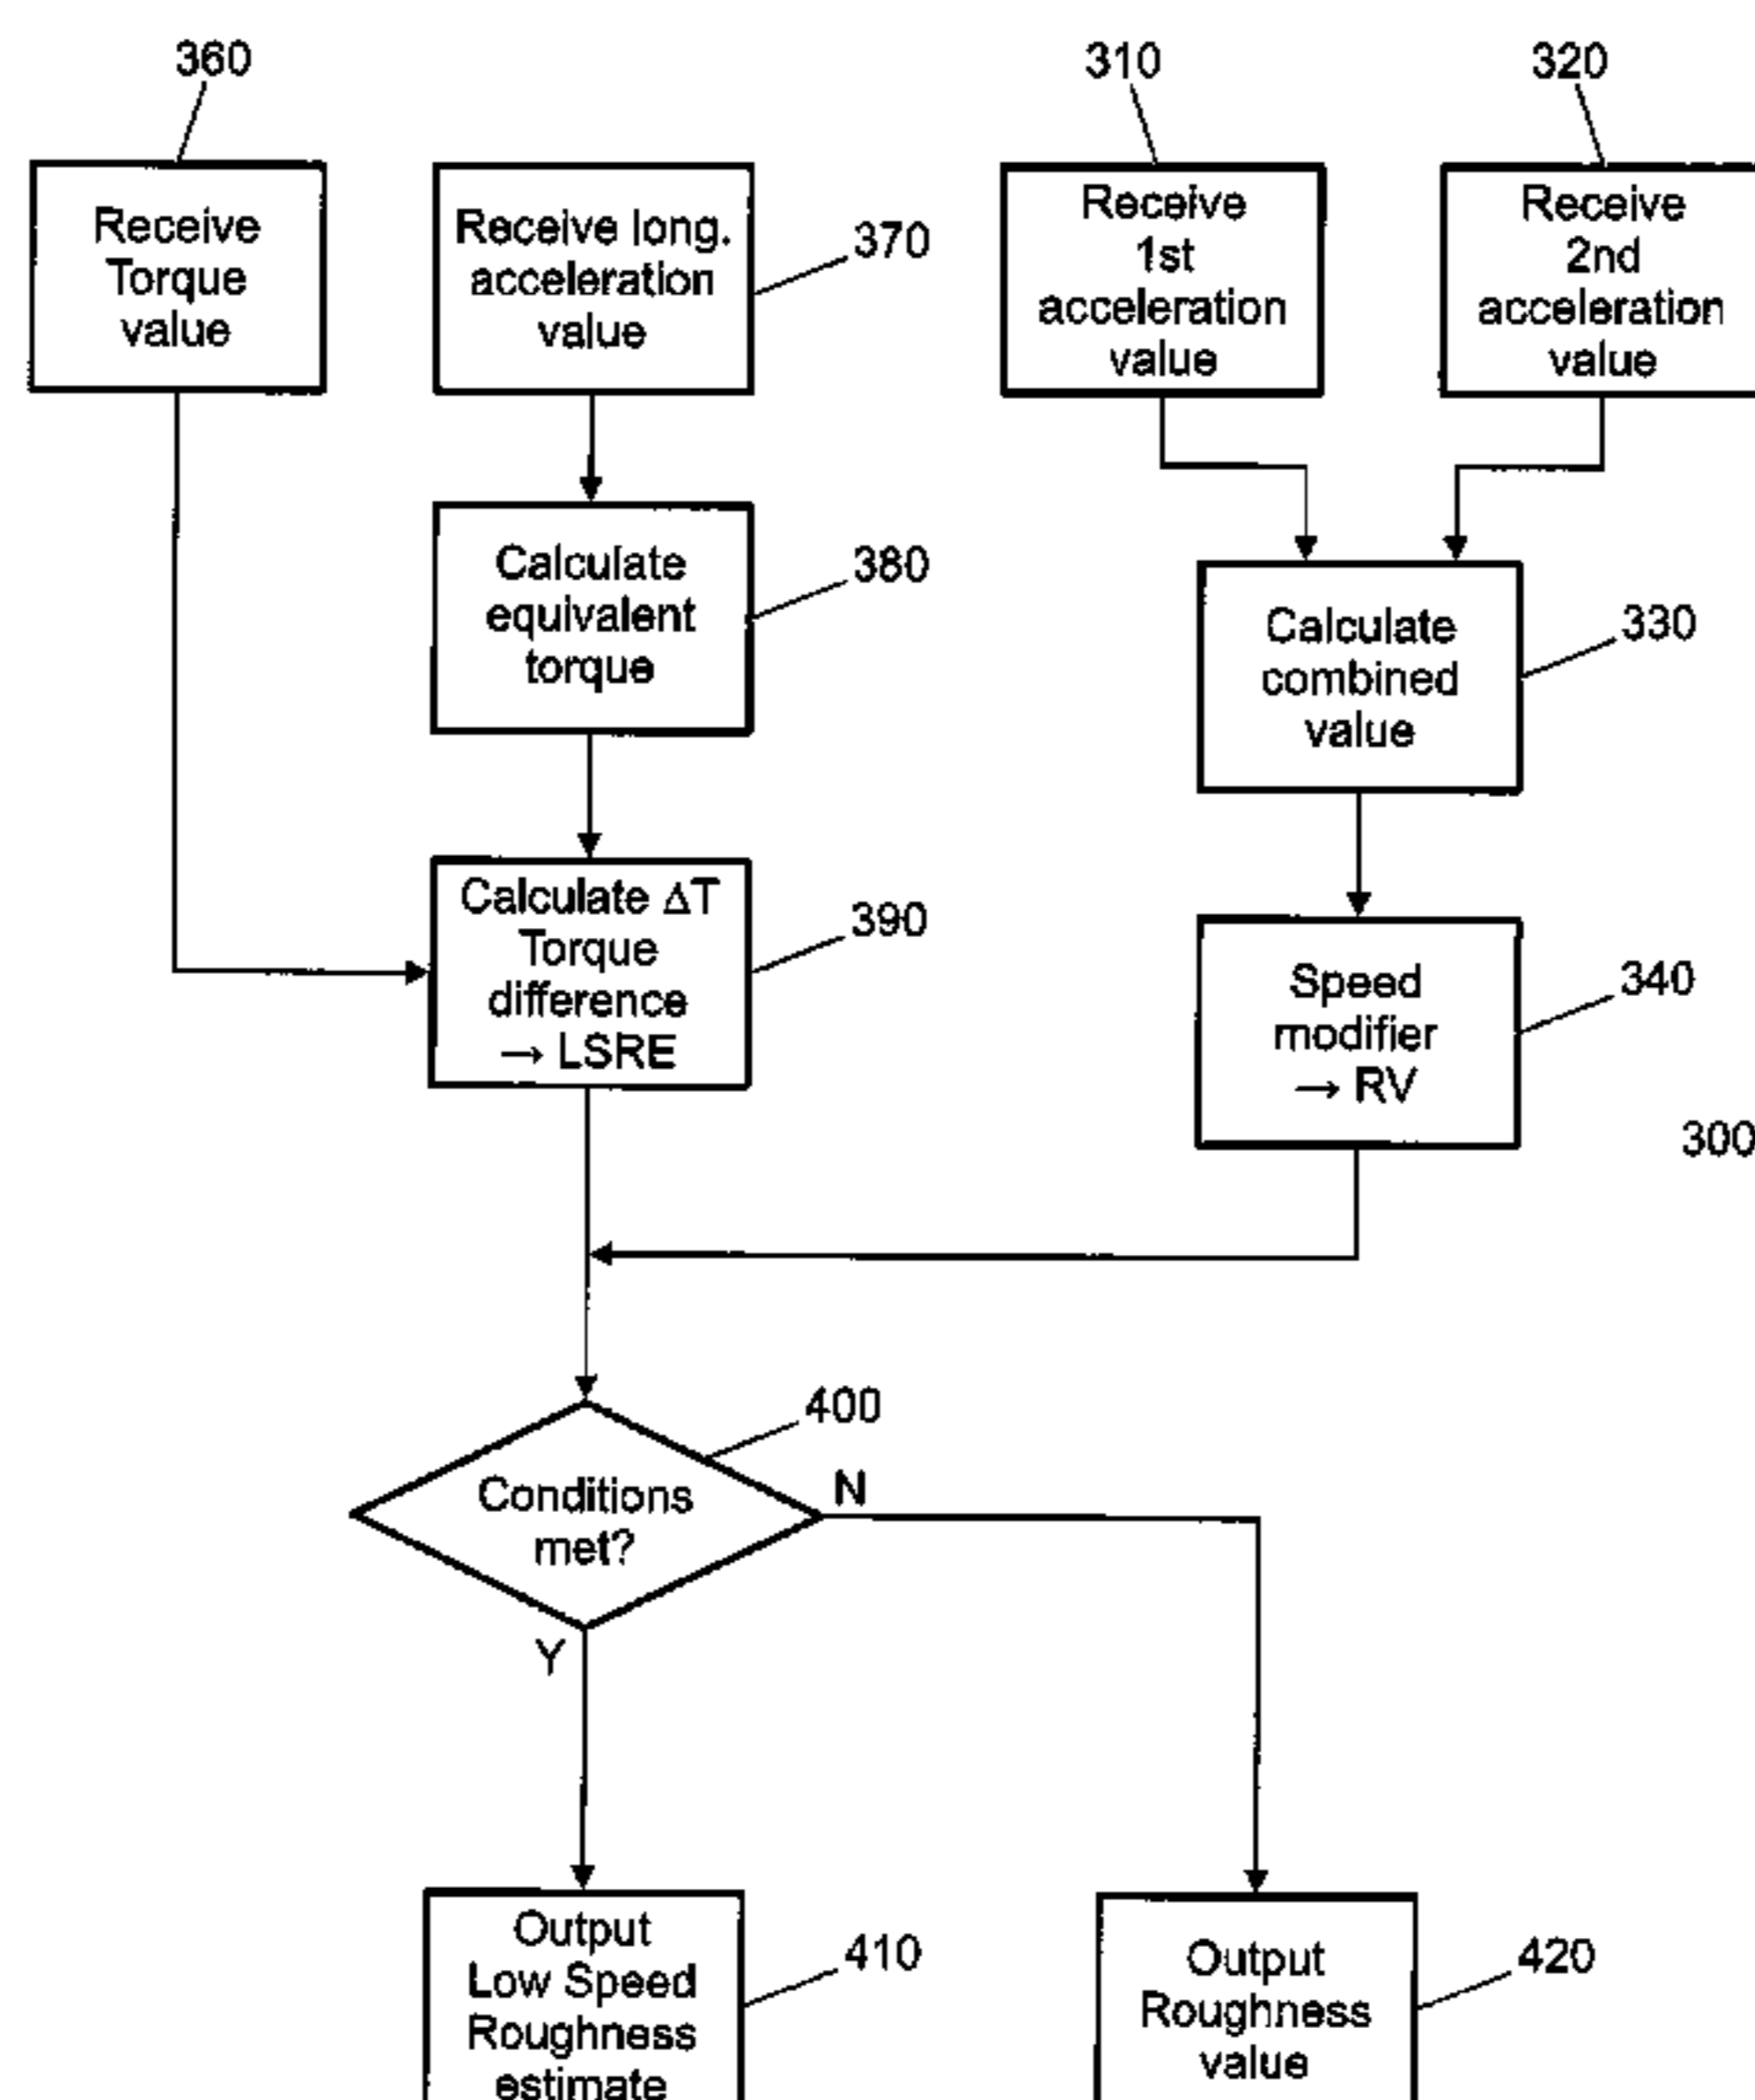 360
310
320
Receive
Torque
value
Receive long.
acceleration
value
370
Receive
1st
acceleration
value
Receive
2nd
acceleration
value
Calculate
equivalent
torque
380
Calculate
combined
value
330
Calculate ΔT
Torque
difference
→ LSRE
390
Speed
modifier
→ RV
340
300
400
Conditions
met?
N
Y
Output
Low Speed
Roughness
estimate
410
Output
Roughness
value
420